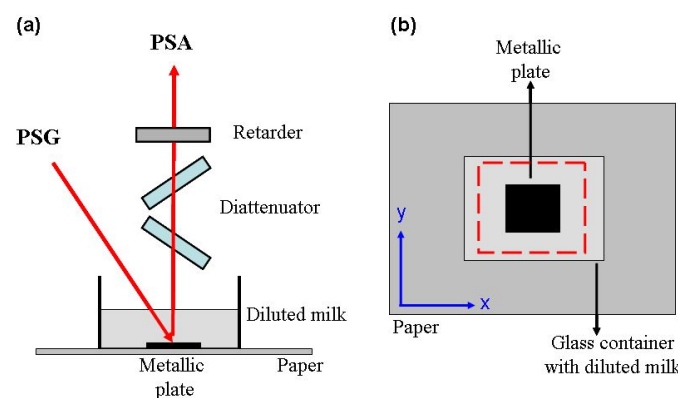 (a)
PSA
PSG
Retarder
Diattenuator
Diluted milk
Metallic
plate
Paper
(b)
Metallic
plate
y
x
Paper
Glass container
with diluted milk